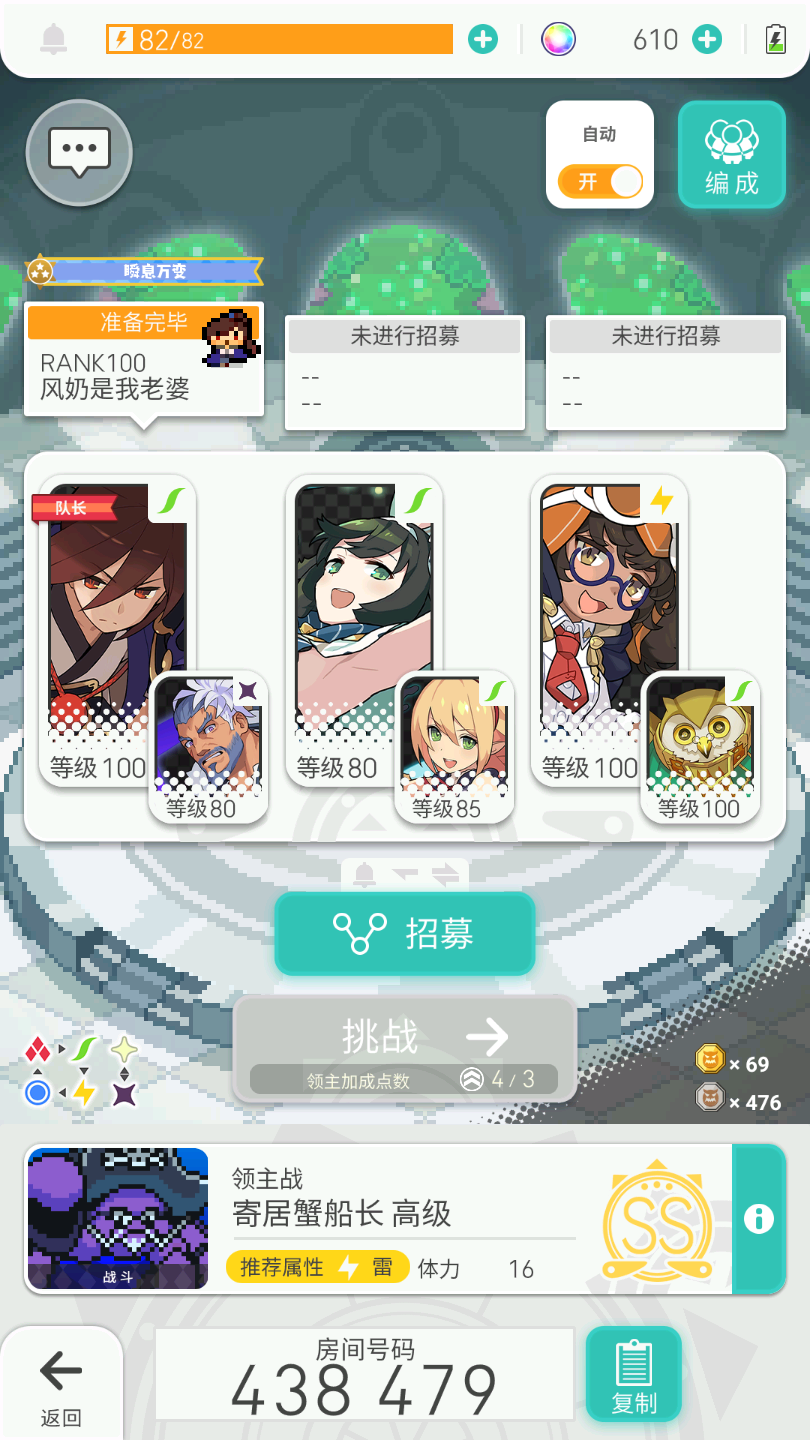 82/82
610
自动
开
编成
瞬息万变
准备完毕
RANK100
风奶是我老婆
未进行招募
--
--
未进行招募
--
--
队长
等级100
等级80
等级80
等级85
等级100
等级100
招募
挑战
领主加成点数 4/3
×69
×476
领主战
寄居蟹船长 高级
推荐属性 雷 体力 16
SS
战斗
房间号码
438 479
返回
复制